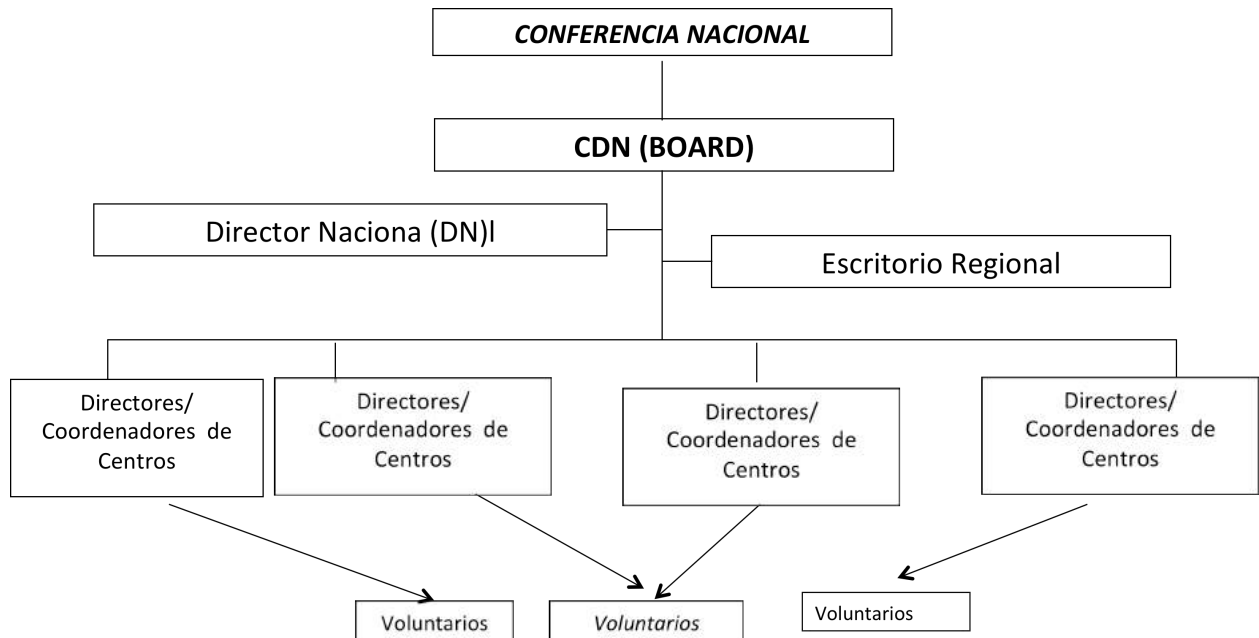 CONFERENCIA NACIONAL
CDN (BOARD)
Director Naciona (DN)l
Escritorio Regional
Directores/
Coordenadores de
Centros
Directores/
Coordenadores de
Centros
Directores/
Coordenadores de
Centros
Directores/
Coordenadores de
Centros
Voluntarios
Voluntarios
Voluntarios